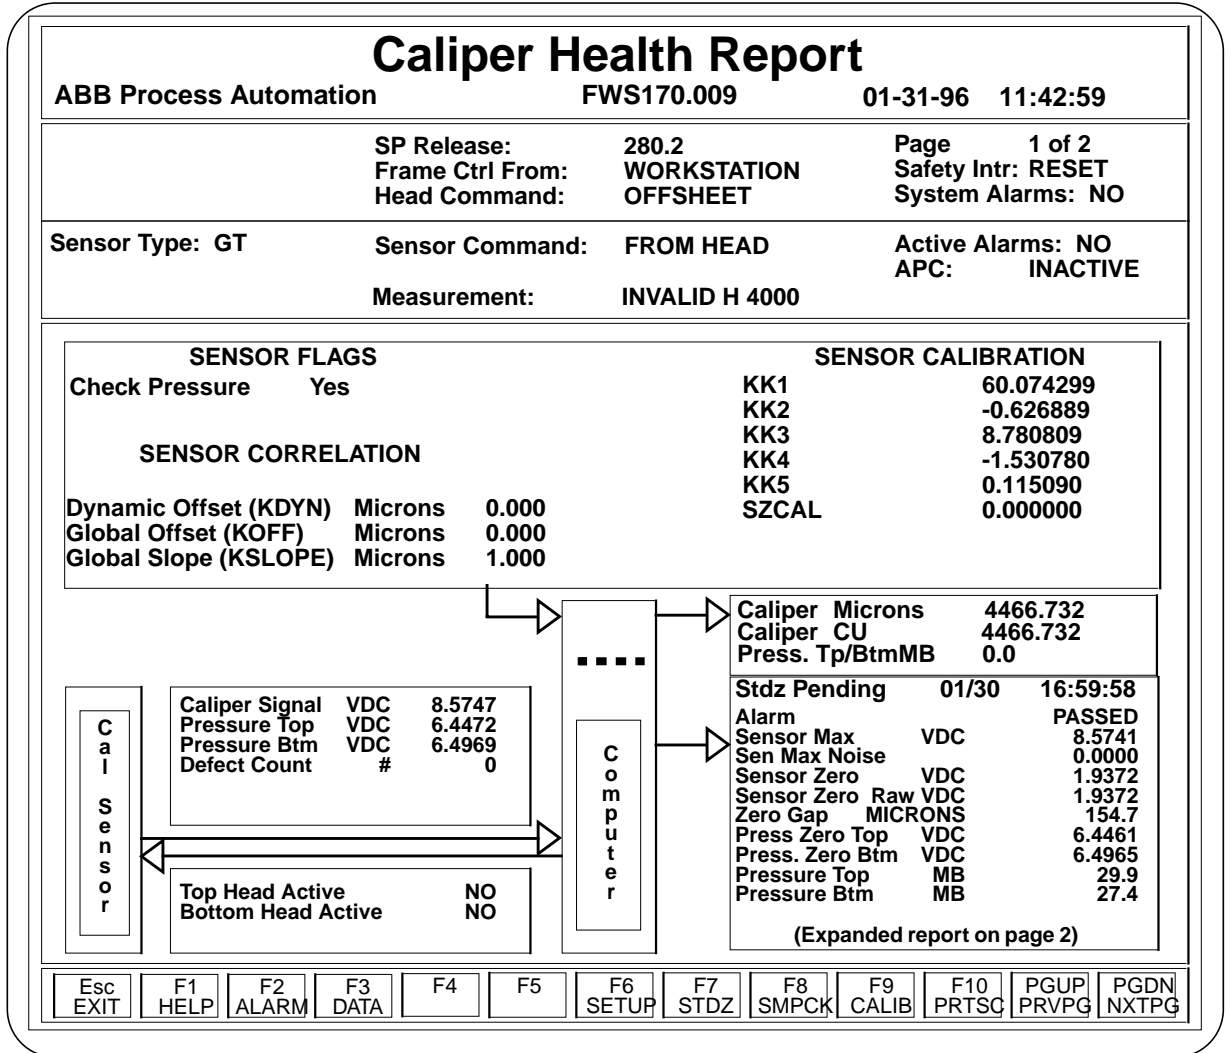 Caliper Health Report
ABB Process Automation FWS170.009 01-31-96 11:42:59
SP Release: 280.2 Page 1 of 2
Frame Ctrl From: WORKSTATION Safety Intr: RESET
Head Command: OFFSHEET System Alarms: NO
Sensor Type: GT Sensor Command: FROM HEAD Active Alarms: NO
APC: INACTIVE
Measurement: INVALID H 4000
SENSOR FLAGS
Check Pressure Yes
SENSOR CORRELATION
Dynamic Offset (KDYN) Microns 0.000
Global Offset (KOFF) Microns 0.000
Global Slope (KSLOPE) Microns 1.000
SENSOR CALIBRATION
KK1 60.074299
KK2 -0.626889
KK3 8.780809
KK4 -1.530780
KK5 0.115090
SZCAL 0.000000
Caliper Microns 4466.732
Caliper CU 4466.732
Press. Tp/BtmMB 0.0
Cal Sensor
Caliper Signal VDC 8.5747
Pressure Top VDC 6.4472
Pressure Btm VDC 6.4969
Defect Count # 0
Top Head Active NO
Bottom Head Active NO
Computer
Stdz Pending 01/30 16:59:58
Alarm PASSED
Sensor Max VDC 8.5741
Sen Max Noise 0.0000
Sensor Zero VDC 1.9372
Sensor Zero Raw VDC 1.9372
Zero Gap MICRONS 154.7
Press Zero Top VDC 6.4461
Press. Zero Btm VDC 6.4965
Pressure Top MB 29.9
Pressure Btm MB 27.4
(Expanded report on page 2)
Esc F1 F2 F3 F4 F5 F6 F7 F8 F9 F10 PGUP PGDN
EXIT HELP ALARM DATA SETUP STDZ SMPCK CALIB PRTSC PRVPG NXTPG